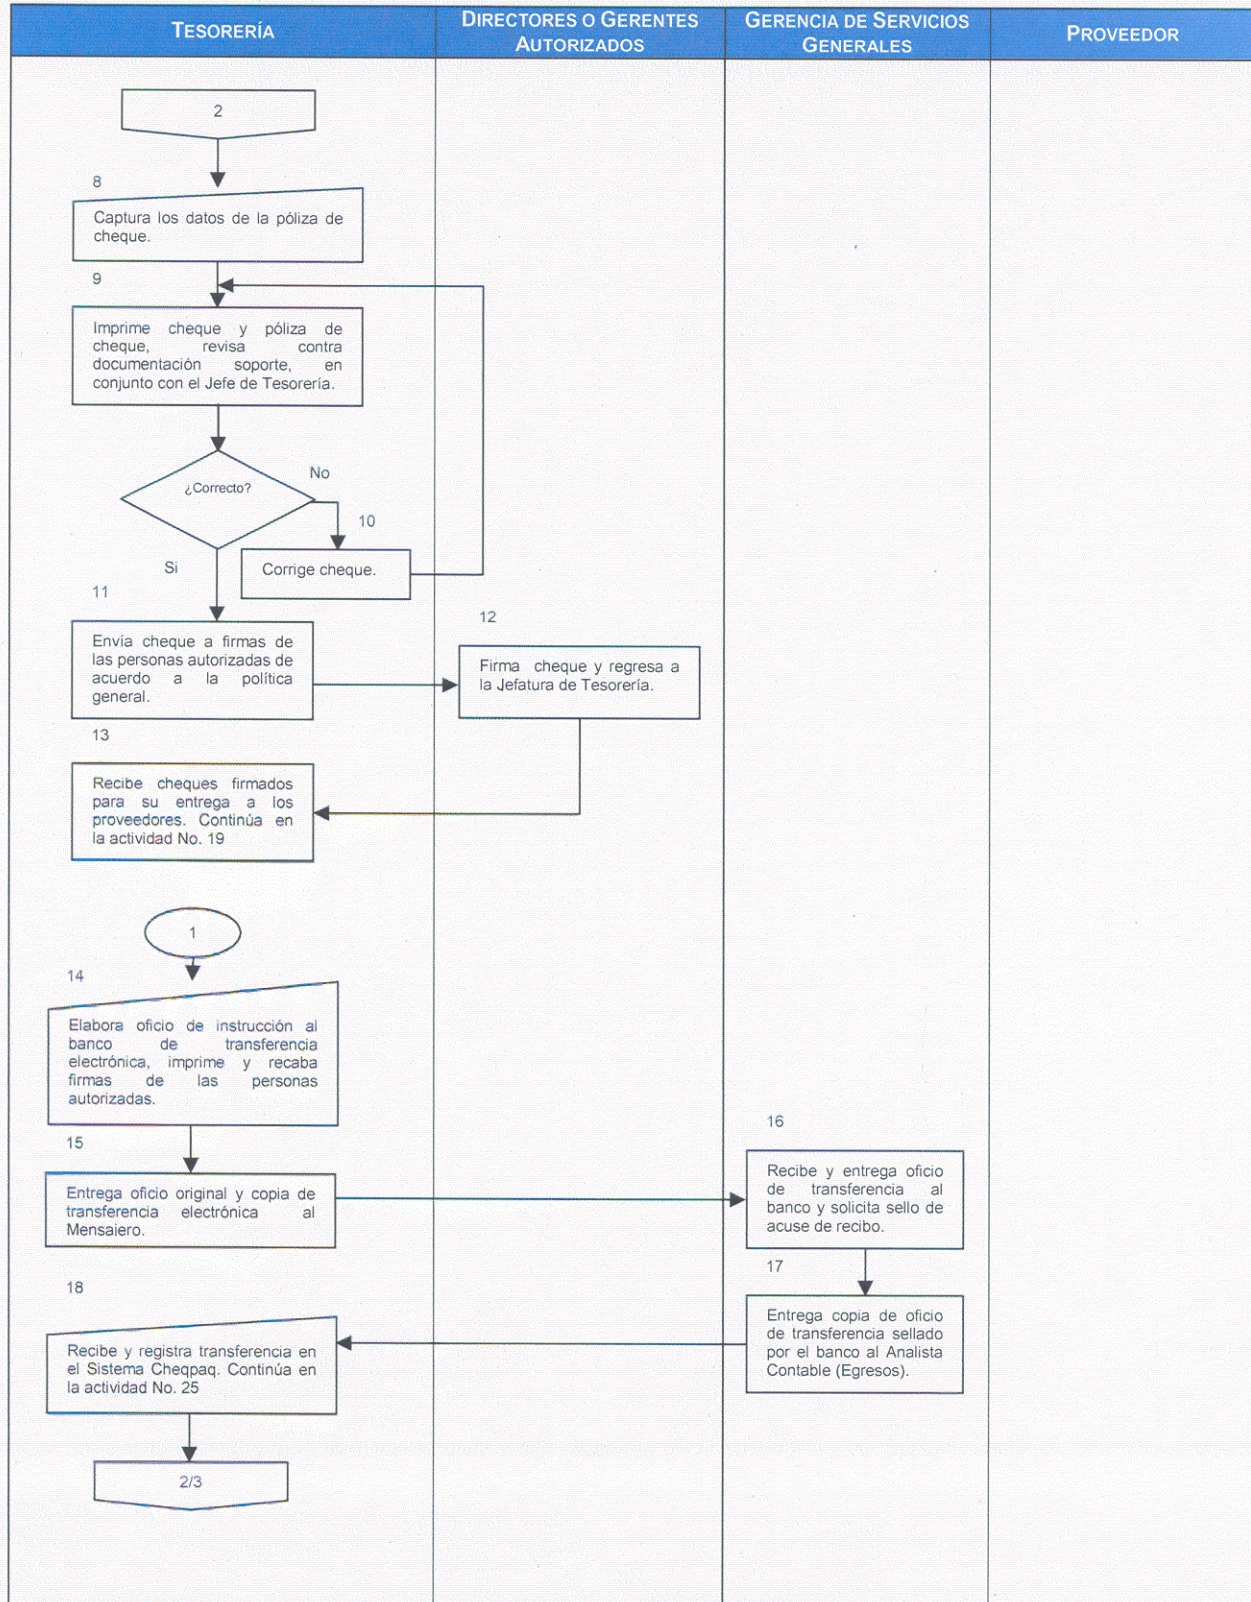 TESORERÍA
DIRECTORES O GERENTES
AUTORIZADOS
GERENCIA DE SERVICIOS
GENERALES
PROVEEDOR
2
8
Captura los datos de la póliza de
cheque.
9
Imprime cheque y póliza de
cheque, revisa contra
documentación soporte, en
conjunto con el Jefe de Tesorería.
¿Correcto?
No
10
Corrige cheque.
Si
11
Envía cheque a firmas de
las personas autorizadas de
acuerdo a la política
general.
12
Firma cheque y regresa a
la Jefatura de Tesorería.
13
Recibe cheques firmados
para su entrega a los
proveedores. Continúa en
la actividad No. 19
1
14
Elabora oficio de instrucción al
banco de transferencia
electrónica, imprime y recaba
firmas de las personas
autorizadas.
15
Entrega oficio original y copia de
transferencia electrónica al
Mensaiero.
16
Recibe y entrega oficio
de transferencia al
banco y solicita sello de
acuse de recibo.
17
Entrega copia de oficio
de transferencia sellado
por el banco al Analista
Contable (Egresos).
18
Recibe y registra transferencia en
el Sistema Cheqpaq. Continúa en
la actividad No. 25
2/3